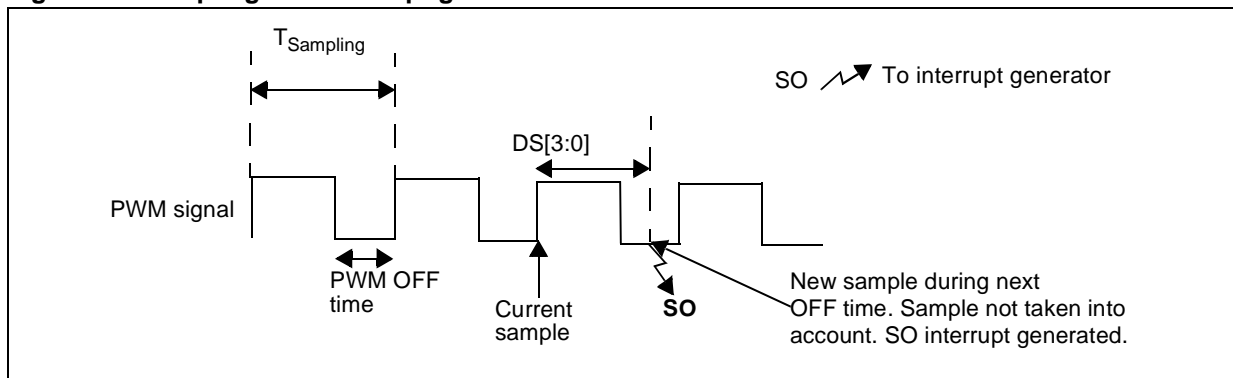 T Sampling
SO To interrupt generator
DS[3:0]
PWM signal
PWM OFF
time
Current
sample
SO
New sample during next
OFF time. Sample not taken into
account. SO interrupt generated.